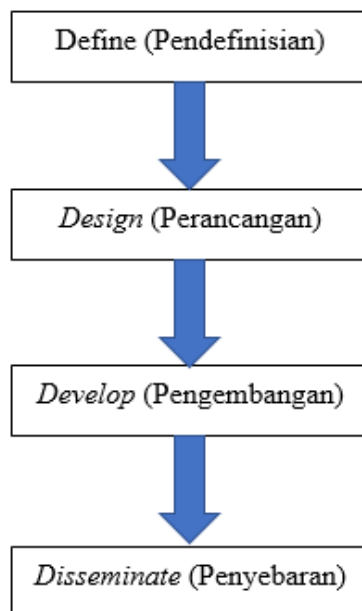 Define (Pendefinisian)
Design (Perancangan)
Develop (Pengembangan)
Disseminate (Penyebaran)